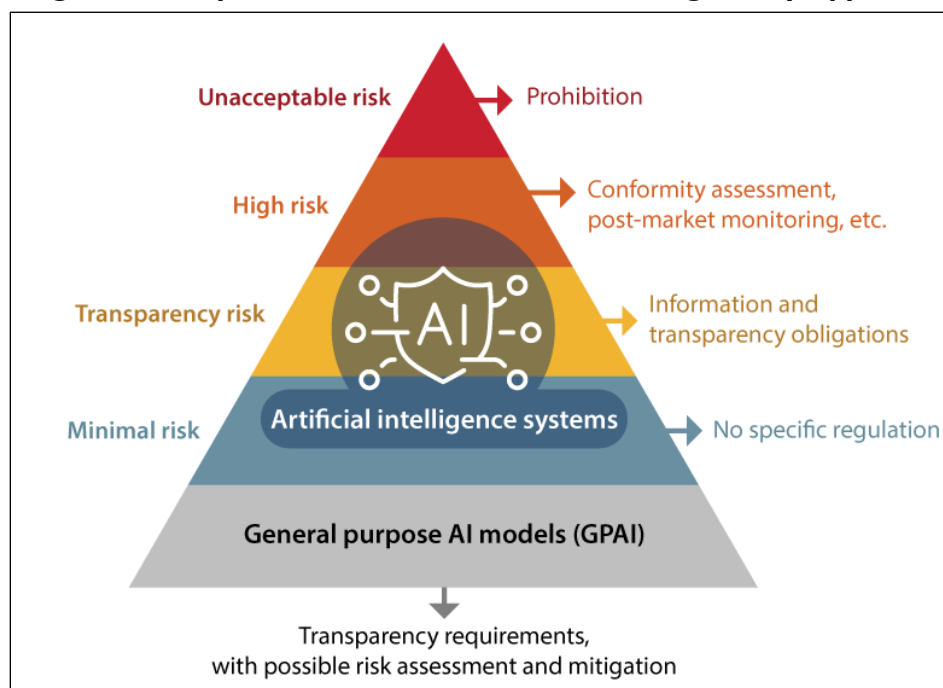 Unacceptable risk
Prohibition
High risk
Conformity assessment,
post-market monitoring, etc.
AI
Transparency risk
Information and
transparency obligations
Artificial intelligence systems
Minimal risk
No specific regulation
General purpose AI models (GPAI)
Transparency requirements,
with possible risk assessment and mitigation